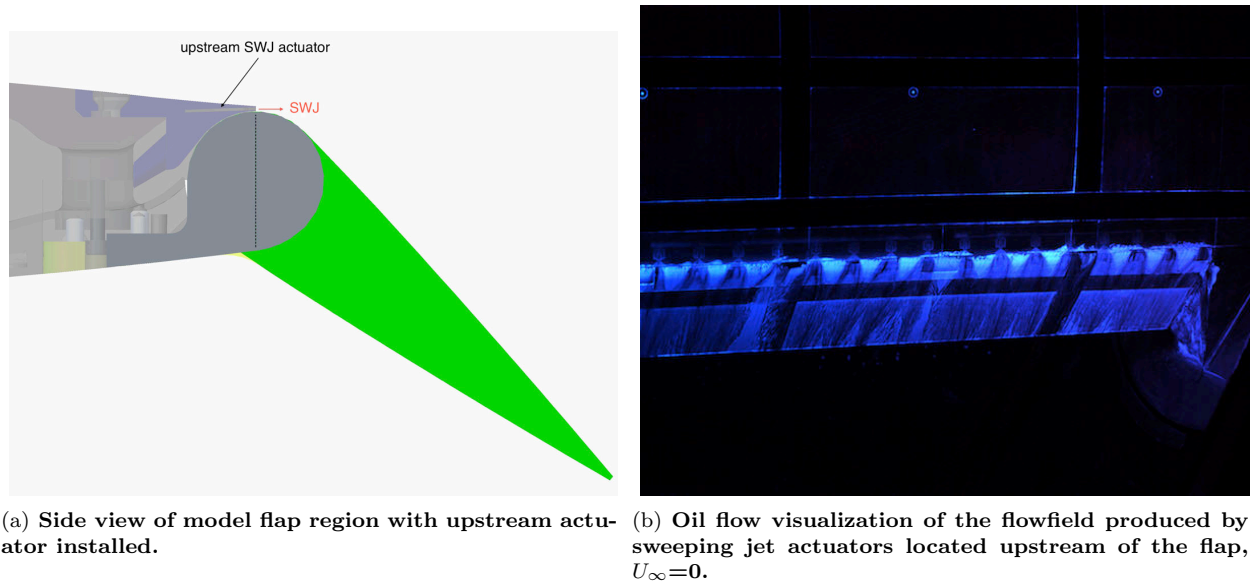 upstream SWJ actuator
SWJ
(a) Side view of model flap region with upstream actu-
ator installed.
(b) Oil flow visualization of the flowfield produced by
sweeping jet actuators located upstream of the flap,
U∞=0.